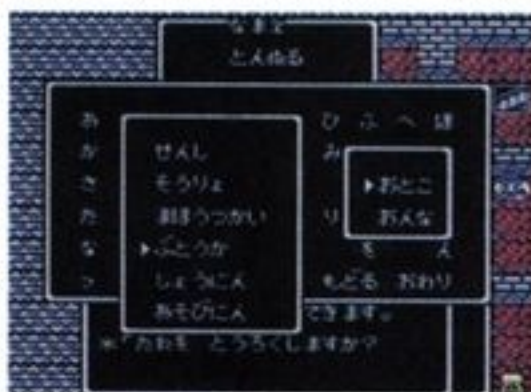 なまえ
とんぬら
あ
か
さ
た
な
っ
ひ ふ へ ほ
み
り
を ん
もどる おわり
せんし
そうりょ
まほうつかい
▶ぶとうか
しょうにん
あそびにん
▶おとこ
おんな
できます。
＊「だれを とうろくしますか？